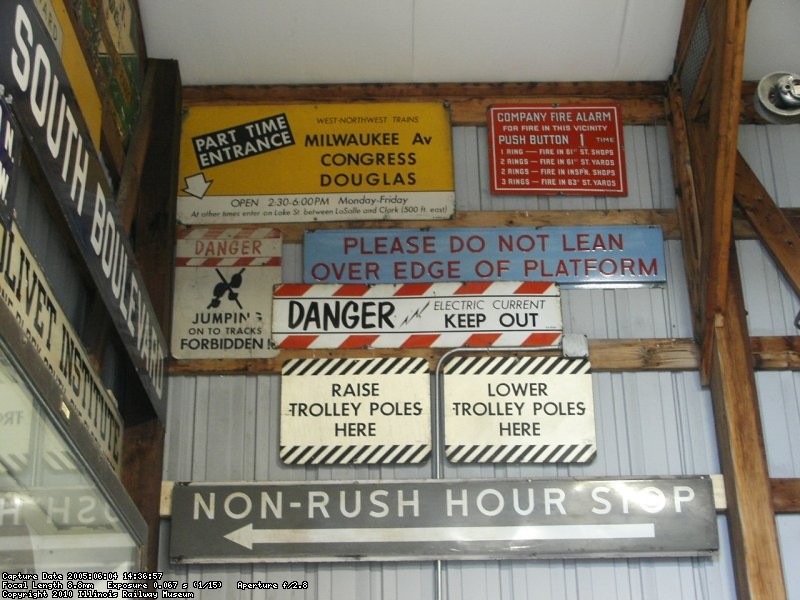 SOUTH BOULEVARD
OLIVET INSTITUTE
PART TIME
ENTRANCE
WEST-NORTHWEST TRAINS
MILWAUKEE Av
CONGRESS
DOUGLAS
OPEN 2:30-6:00PM Monday-Friday
At other times enter on Lake St. between LaSalle and Clark (500 ft. east)
COMPANY FIRE ALARM
FOR FIRE IN THIS VICINITY
PUSH BUTTON 1 TIME
1 RING — FIRE IN 61st ST. SHOPS
2 RINGS — FIRE IN 61st ST. YARDS
2 RINGS — FIRE IN INSP'N. SHOPS
3 RINGS — FIRE IN 63rd ST. YARDS
DANGER
JUMPING
ON TO TRACKS
FORBIDDEN
PLEASE DO NOT LEAN
OVER EDGE OF PLATFORM
DANGER
ELECTRIC CURRENT
KEEP OUT
RAISE
TROLLEY POLES
HERE
LOWER
TROLLEY POLES
HERE
NON-RUSH HOUR STOP
Capture Date 2005:06:04 14:36:57
Focal Length 8.8mm Exposure 0.067 s (1/15) Aperture f/2.8
Copyright 2010 Illinois Railway Museum